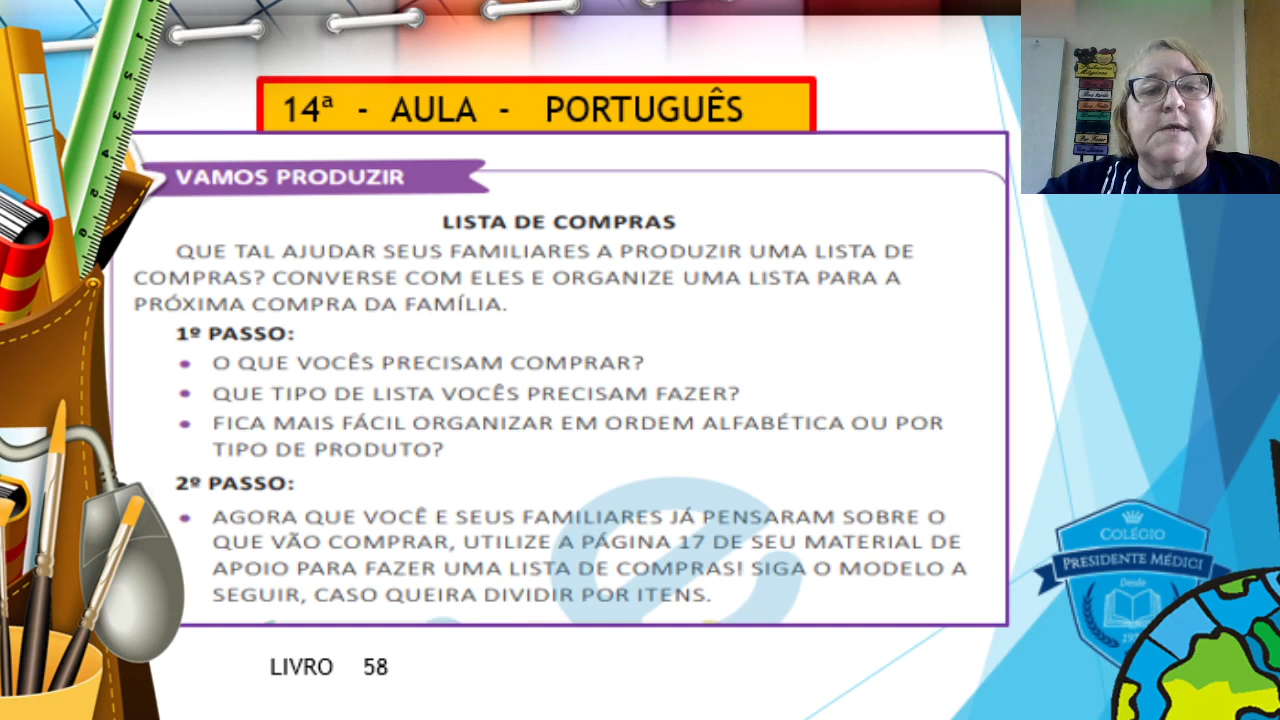 14ª - AULA - PORTUGUÊS
VAMOS PRODUZIR
LISTA DE COMPRAS
QUE TAL AJUDAR SEUS FAMILIARES A PRODUZIR UMA LISTA DE
COMPRAS? CONVERSE COM ELES E ORGANIZE UMA LISTA PARA A
PRÓXIMA COMPRA DA FAMÍLIA.
1º PASSO:
• O QUE VOCÊS PRECISAM COMPRAR?
• QUE TIPO DE LISTA VOCÊS PRECISAM FAZER?
• FICA MAIS FÁCIL ORGANIZAR EM ORDEM ALFABÉTICA OU POR
TIPO DE PRODUTO?
2º PASSO:
• AGORA QUE VOCÊ E SEUS FAMILIARES JÁ PENSARAM SOBRE O
QUE VÃO COMPRAR, UTILIZE A PÁGINA 17 DE SEU MATERIAL DE
APOIO PARA FAZER UMA LISTA DE COMPRAS! SIGA O MODELO A
SEGUIR, CASO QUEIRA DIVIDIR POR ITENS.
LIVRO 58
COLÉGIO
PRESIDENTE MÉDICI
Desde